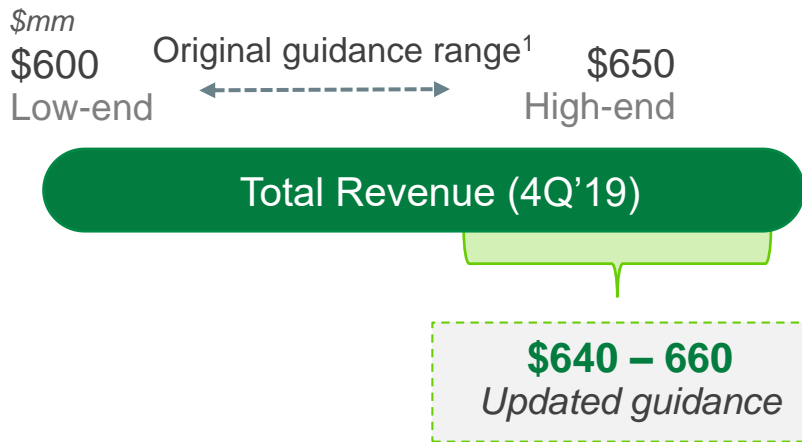 $mm
$600
Low-end
Original guidance range1
$650
High-end
Total Revenue (4Q’19)
$640 – 660
Updated guidance